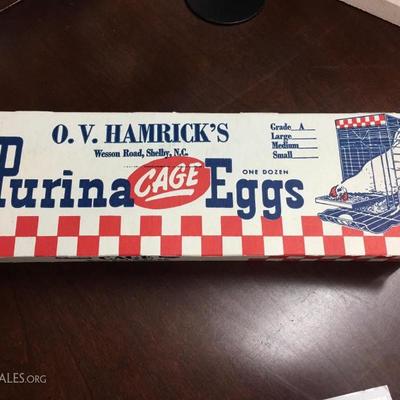 O. V. HAMRICK'S
Wesson Road, Shelby, N.C.
Grade A
Large
Medium
Small
Purina CAGE Eggs
ONE DOZEN
ALES.ORG